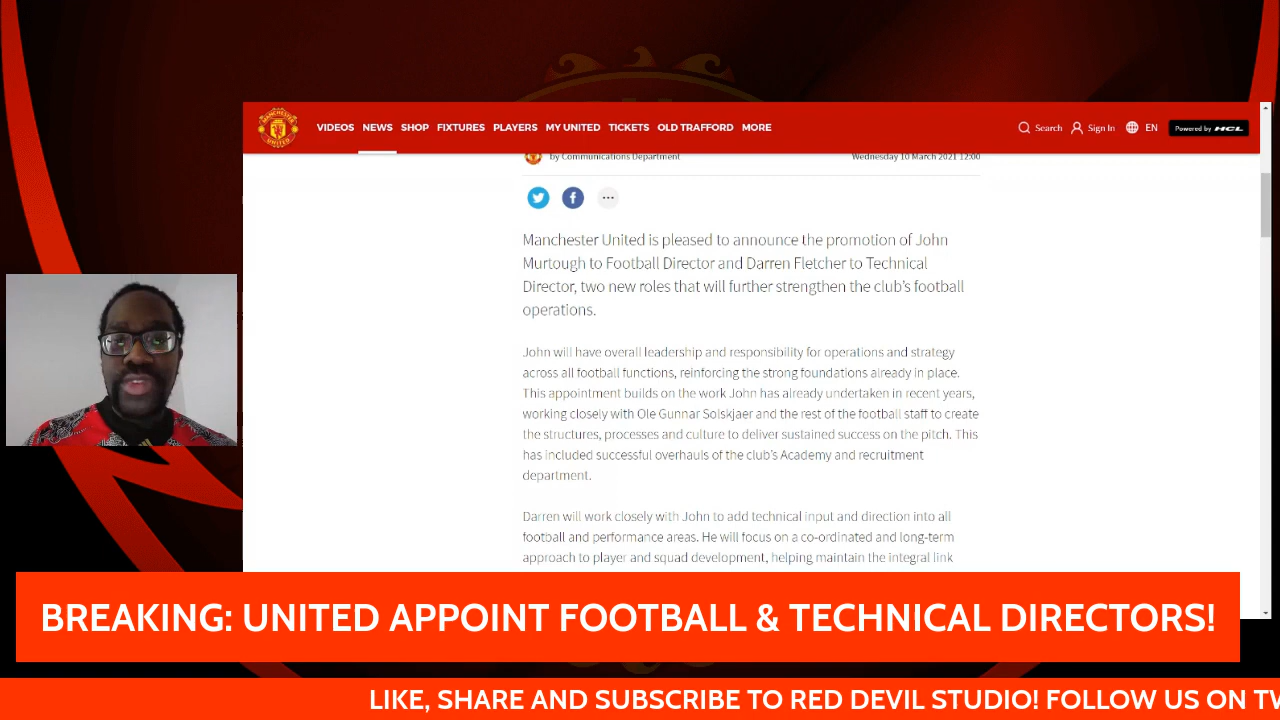 VIDEOS NEWS SHOP FIXTURES PLAYERS MY UNITED TICKETS OLD TRAFFORD MORE Search Sign In EN Powered by HCL
by Communications Department Wednesday 10 March 2021 12:00
Manchester United is pleased to announce the promotion of John
Murtough to Football Director and Darren Fletcher to Technical
Director, two new roles that will further strengthen the club's football
operations.
John will have overall leadership and responsibility for operations and strategy
across all football functions, reinforcing the strong foundations already in place.
This appointment builds on the work John has already undertaken in recent years,
working closely with Ole Gunnar Solskjaer and the rest of the football staff to create
the structures, processes and culture to deliver sustained success on the pitch. This
has included successful overhauls of the club's Academy and recruitment
department.
Darren will work closely with John to add technical input and direction into all
football and performance areas. He will focus on a co-ordinated and long-term
approach to player and squad development, helping maintain the integral link
BREAKING: UNITED APPOINT FOOTBALL & TECHNICAL DIRECTORS!
LIKE, SHARE AND SUBSCRIBE TO RED DEVIL STUDIO! FOLLOW US ON TW